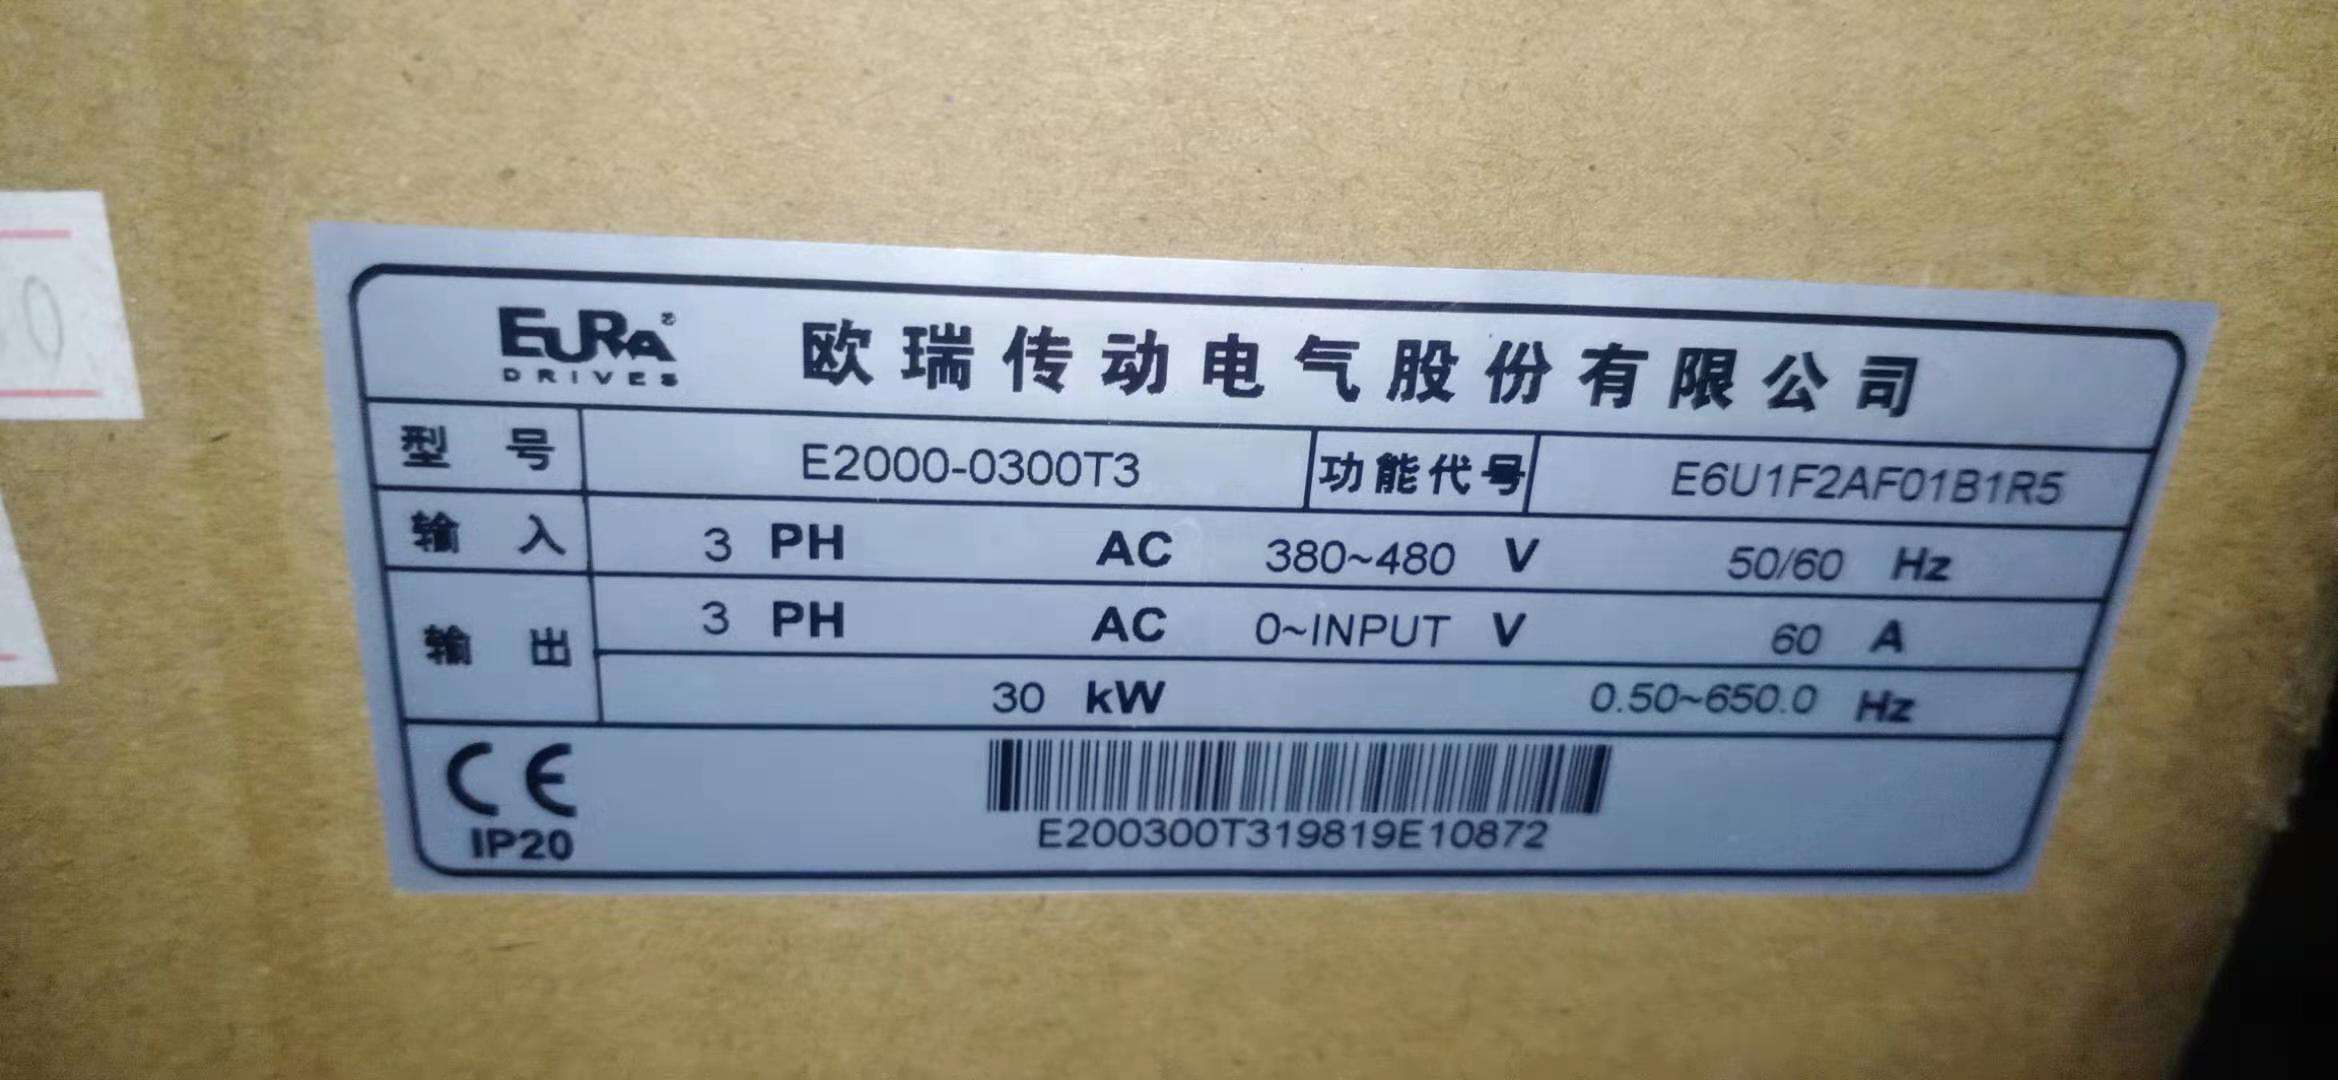 EURA®
DRIVES
欧瑞传动电气股份有限公司
型 号 E2000-0300T3 功能代号 E6U1F2AF01B1R5
输 入 3 PH AC 380~480 V 50/60 Hz
输 出 3 PH AC 0~INPUT V 60 A
30 kW 0.50~650.0 Hz
CE
IP20
E200300T319819E10872
0